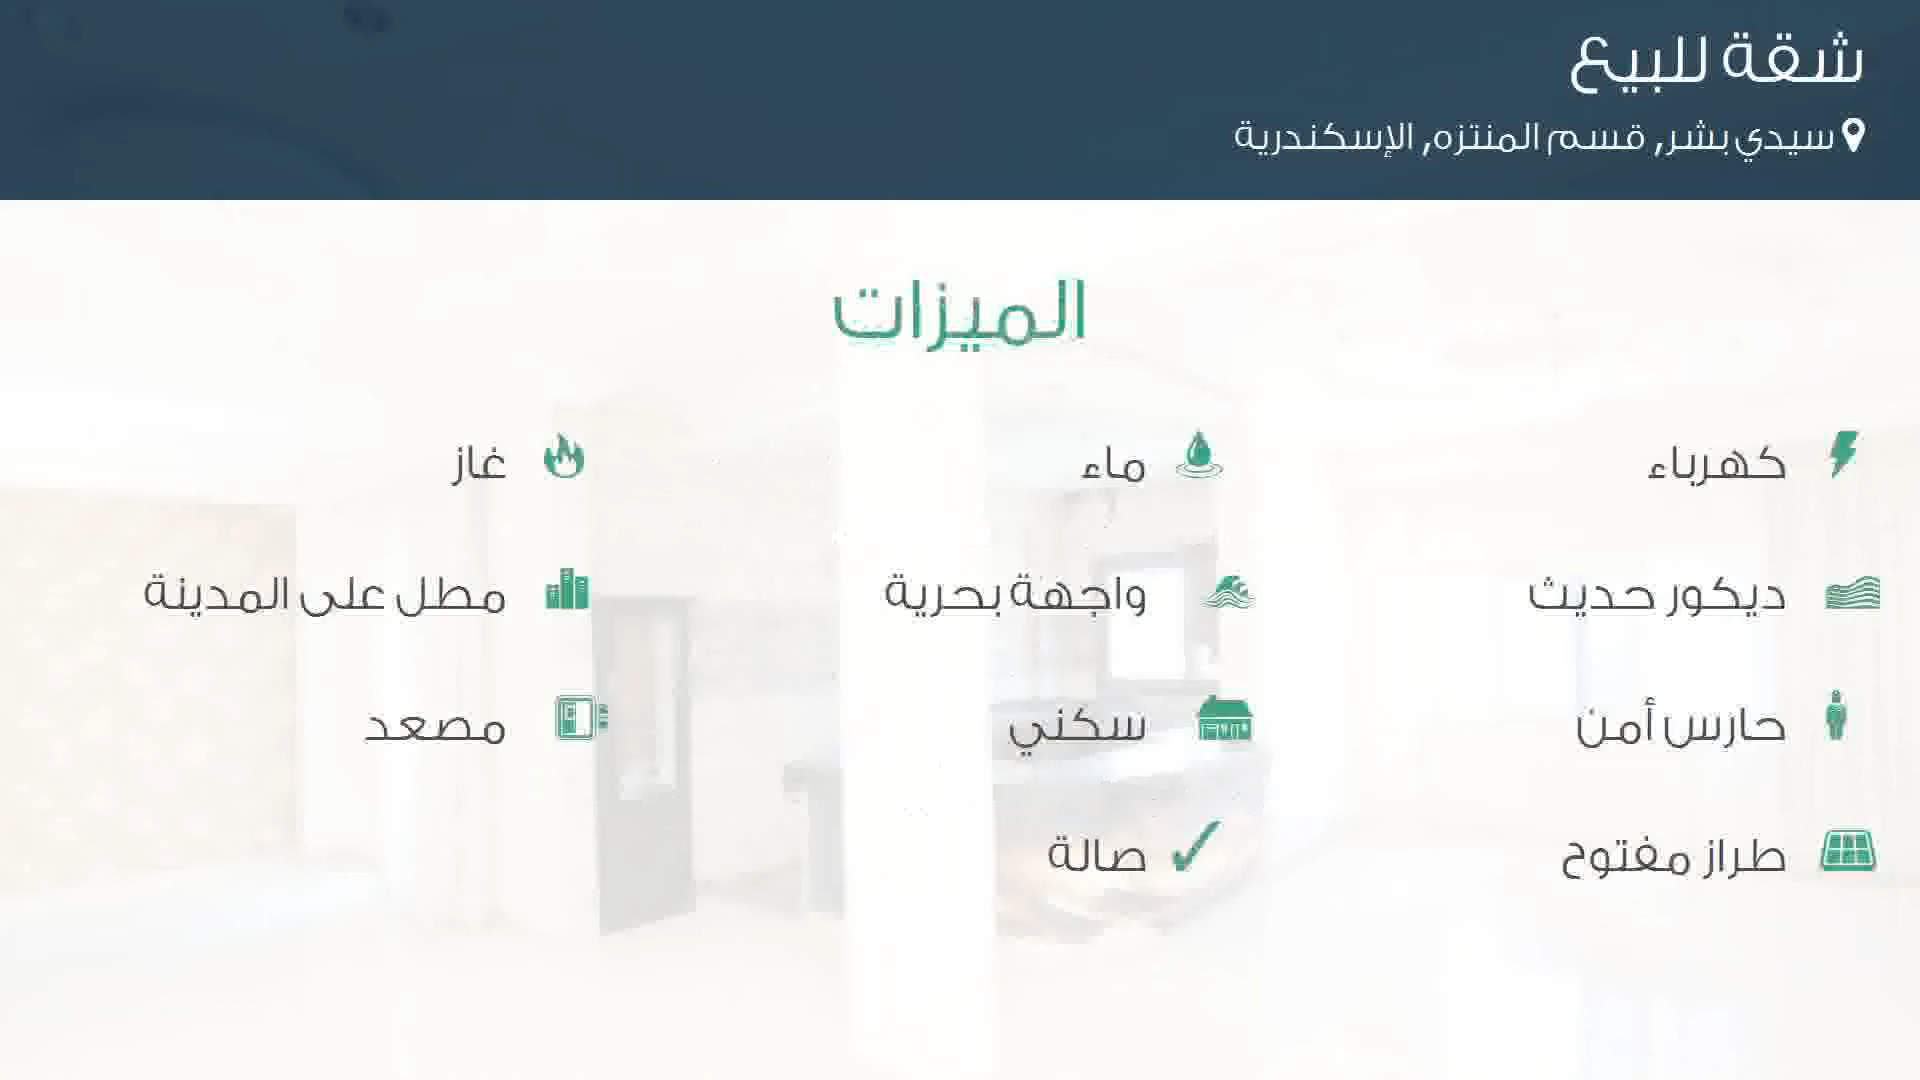 شقة للبيع
سيدي بشر, قسم المنتزه, الإسكندرية
الميزات
كهرباء
ماء
غاز
ديكور حديث
واجهة بحرية
مطل على المدينة
حارس أمن
سكني
مصعد
طراز مفتوح
صالة